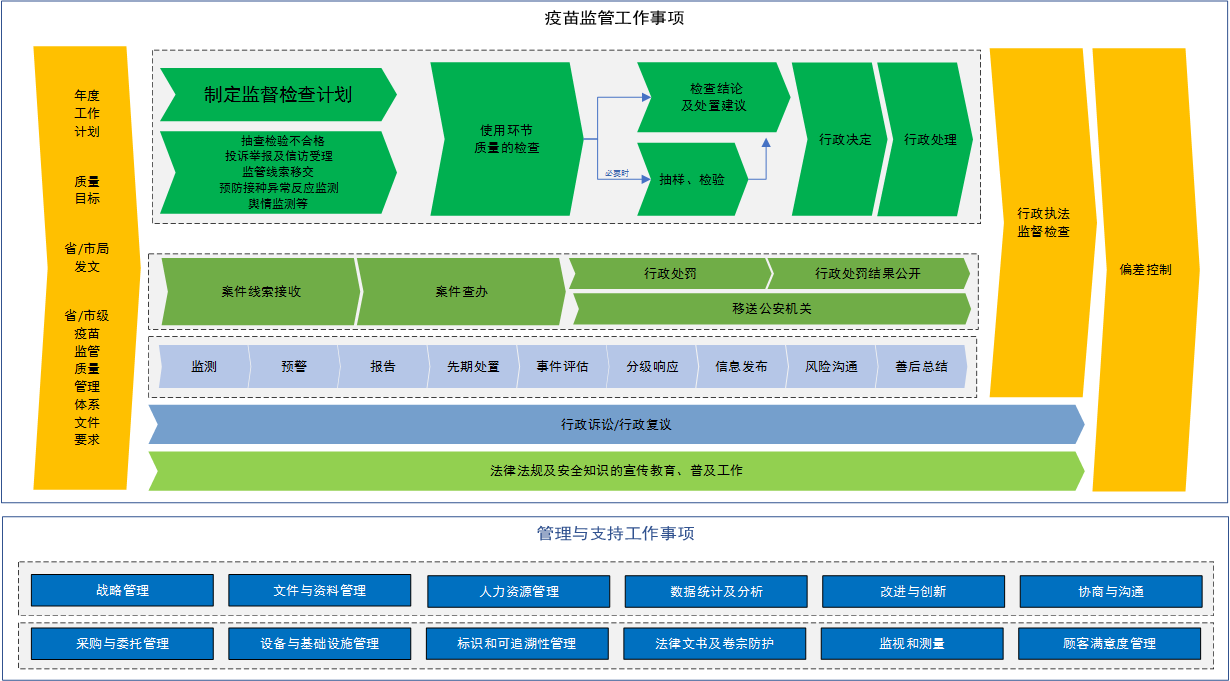 疫苗监管工作事项
年度
工作
计划
质量
目标
省/市局
发文
省/市级
疫苗
监管
质量
管理
体系
文件
要求
制定监督检查计划
抽查检验不合格
投诉举报及信访受理
监管线索移交
预防接种异常反应监测
舆情监测等
使用环节
质量的检查
必要时
检查结论
及处置建议
抽样、检验
行政决定
行政处理
案件线索接收
案件查办
行政处罚
行政处罚结果公开
移送公安机关
监测
预警
报告
先期处置
事件评估
分级响应
信息发布
风险沟通
善后总结
行政诉讼/行政复议
法律法规及安全知识的宣传教育、普及工作
行政执法
监督检查
偏差控制
管理与支持工作事项
战略管理
文件与资料管理
人力资源管理
数据统计及分析
改进与创新
协商与沟通
采购与委托管理
设备与基础设施管理
标识和可追溯性管理
法律文书及卷宗防护
监视和测量
顾客满意度管理